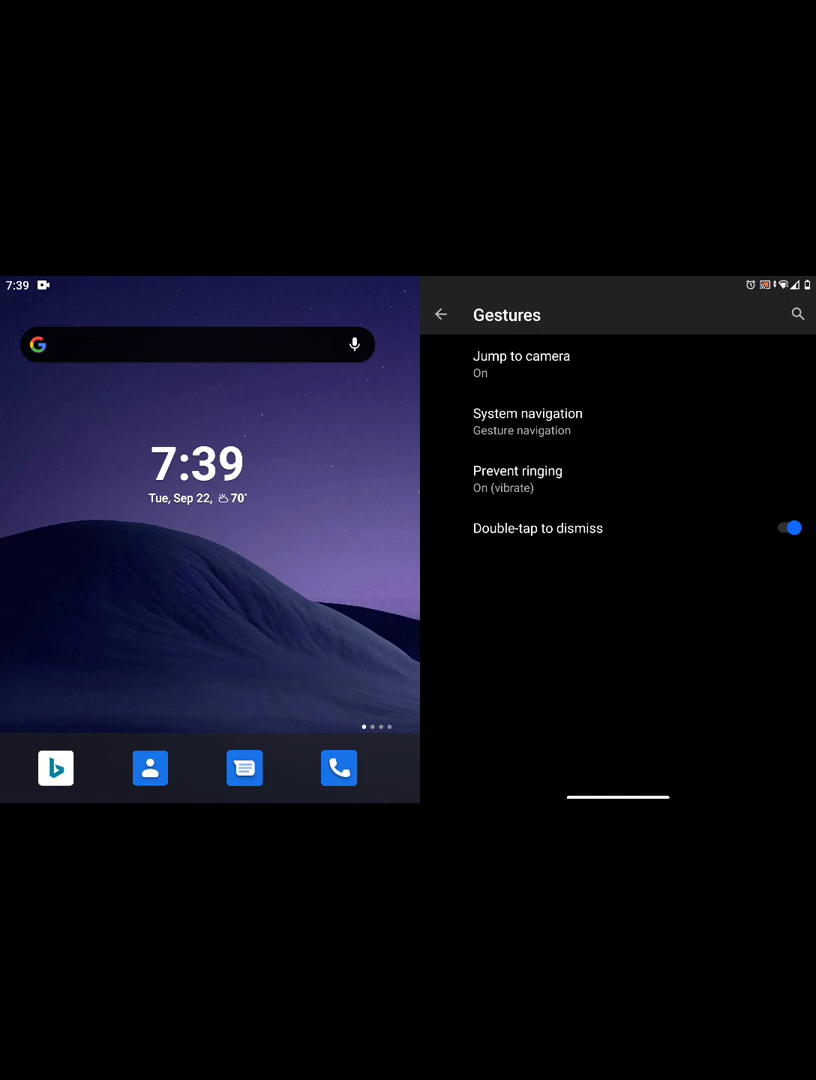 7:39
7:39
Tue, Sep 22, 70°
Gestures
Jump to camera
On
System navigation
Gesture navigation
Prevent ringing
On (vibrate)
Double-tap to dismiss